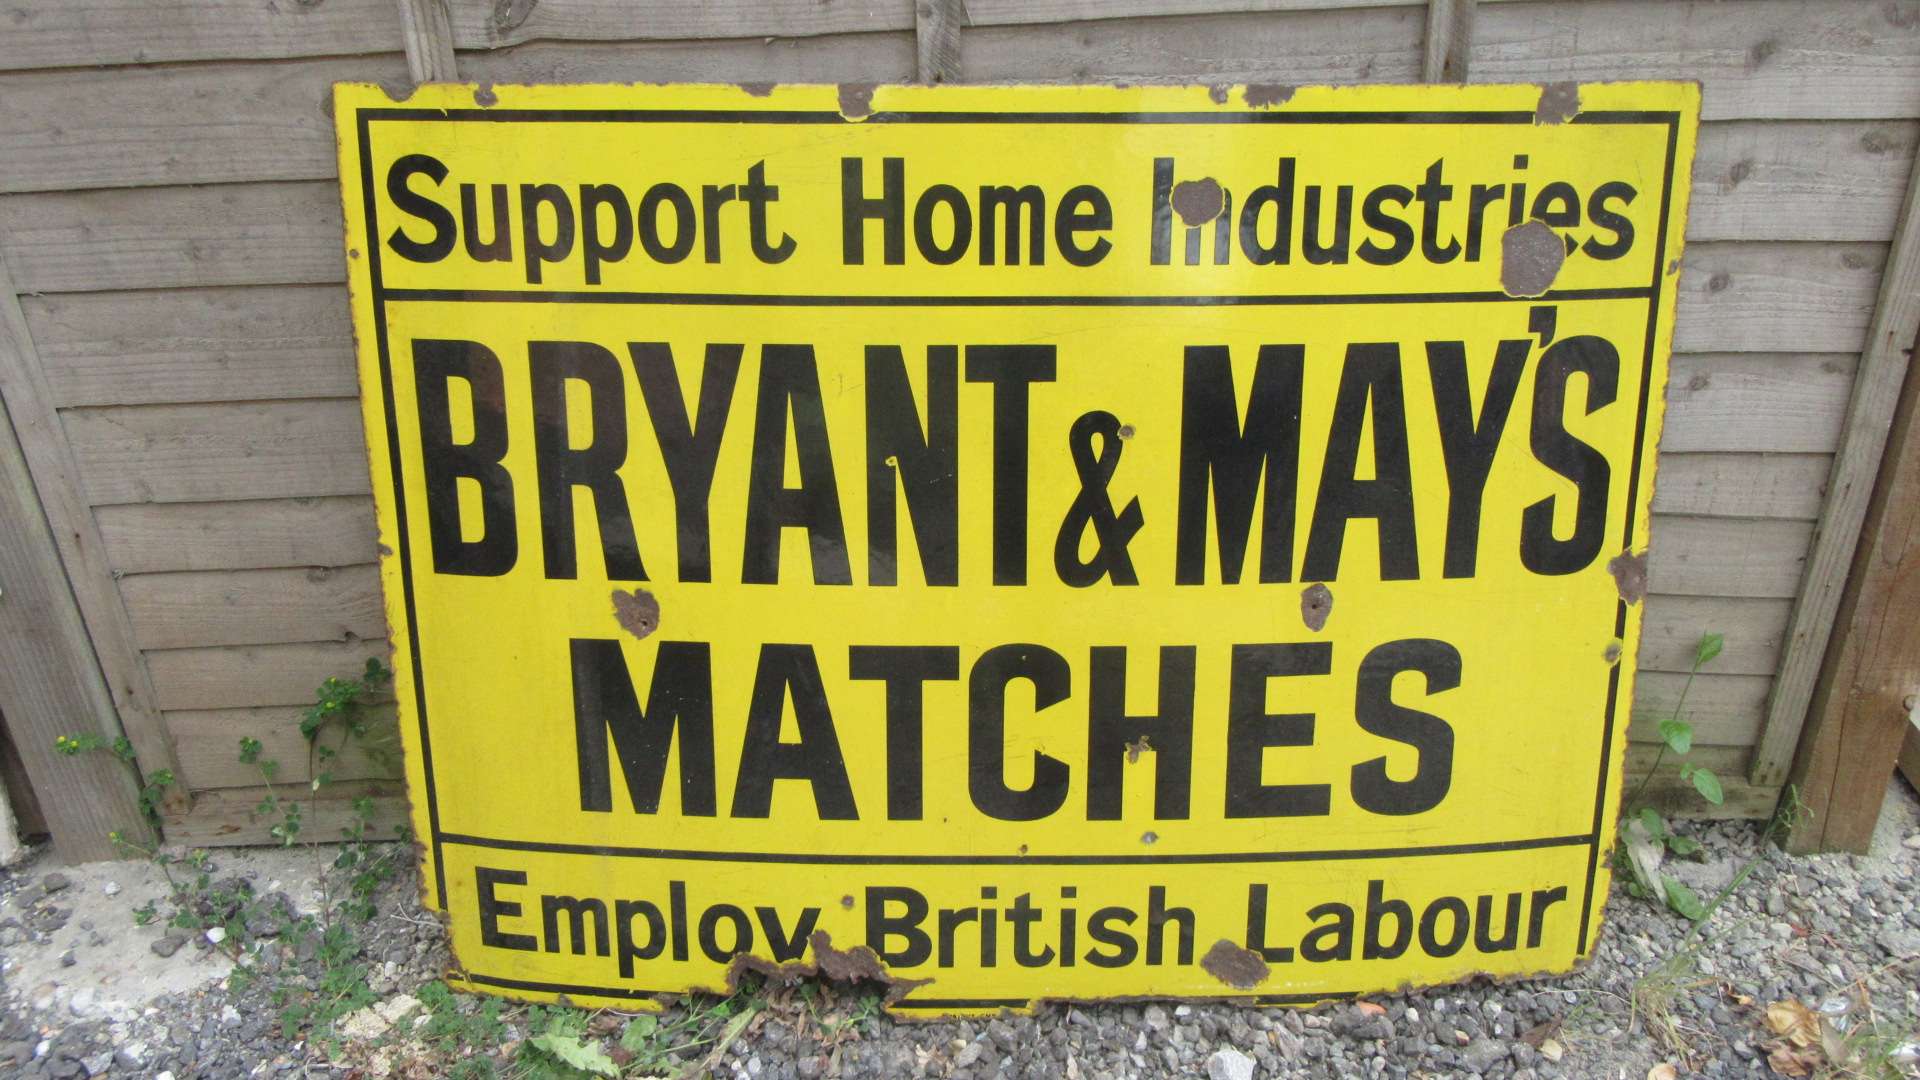 Support Home Industries
BRYANT & MAY'S
MATCHES
Employ British Labour